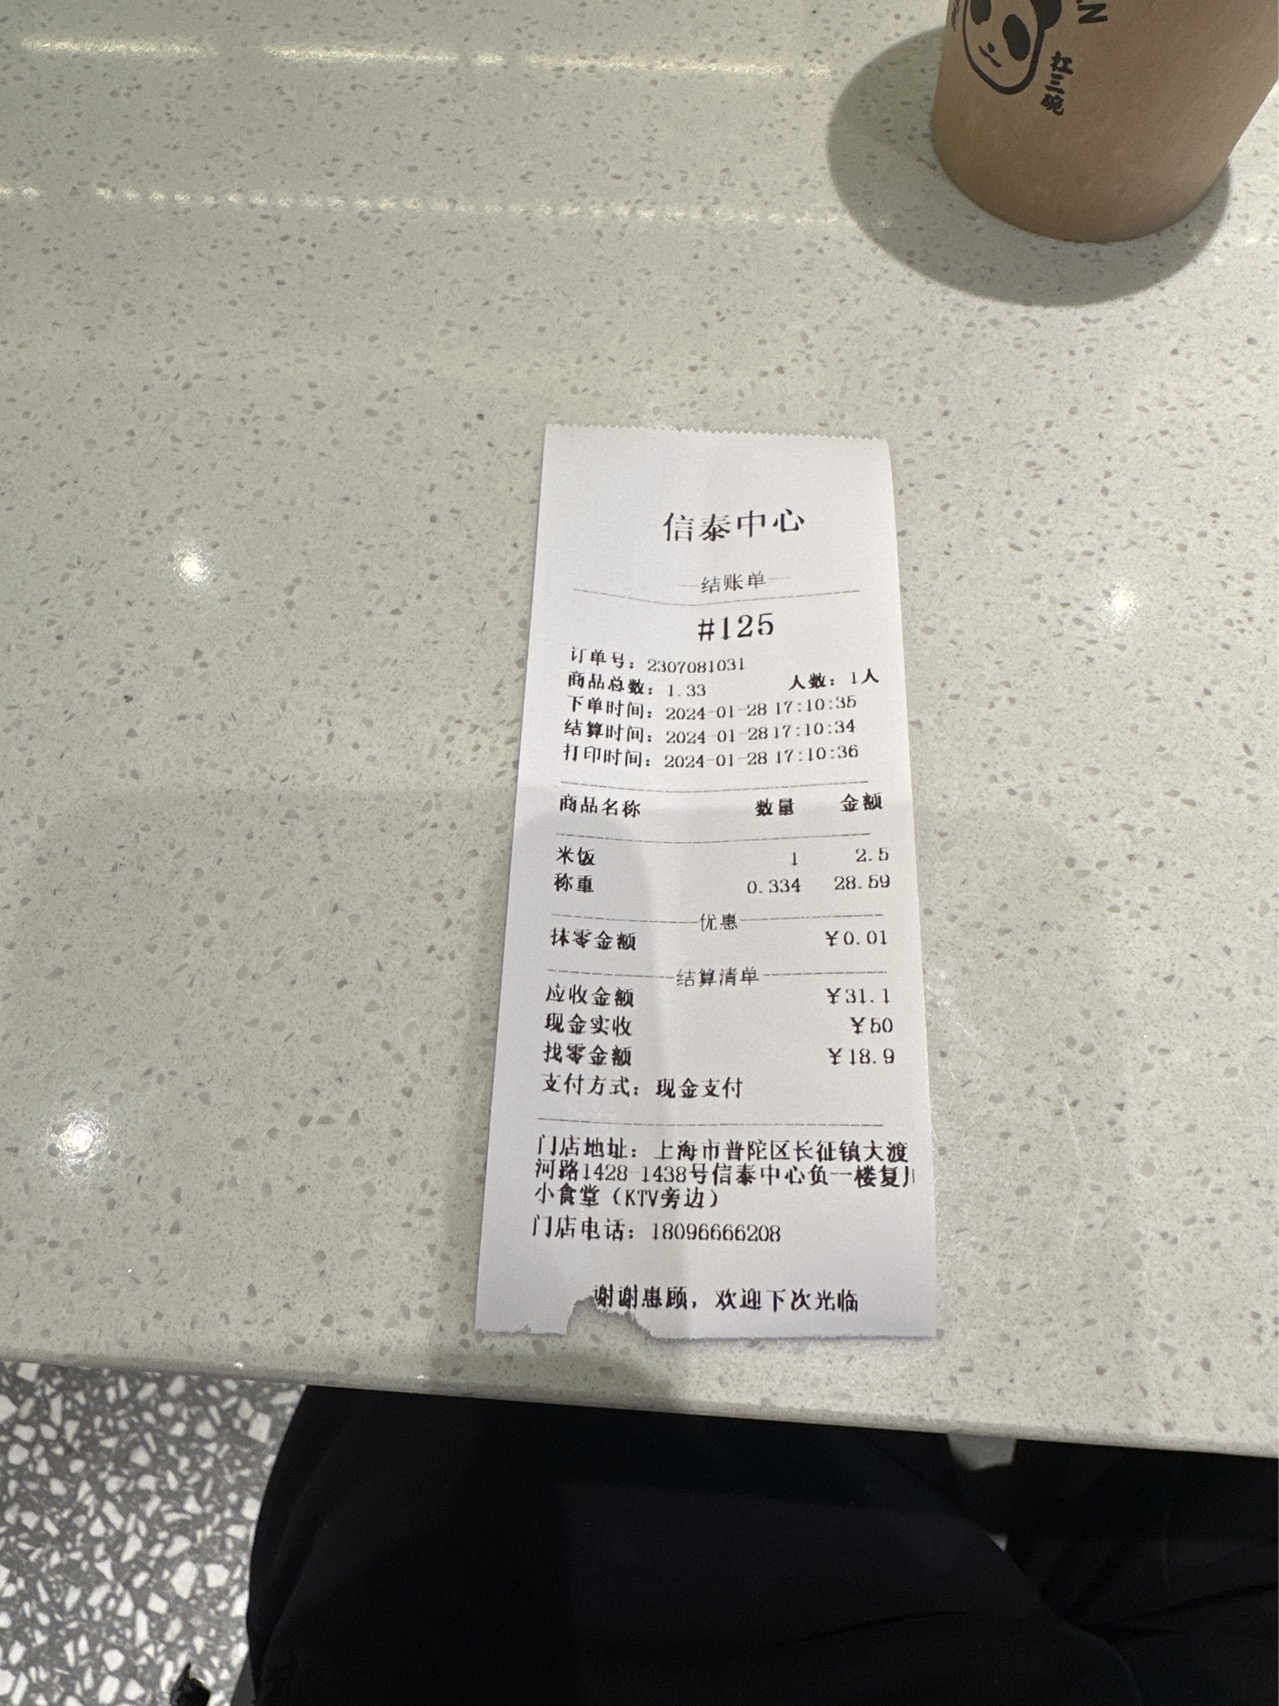 扛三碗
信泰中心
结账单
#125
订单号：2307081031
商品总数：1.33 人数：1人
下单时间：2024-01-28 17:10:35
结算时间：2024-01-28 17:10:34
打印时间：2024-01-28 17:10:36
商品名称 数量 金额
米饭 1 2.5
称重 0.334 28.59
优惠
抹零金额 ￥0.01
结算清单
应收金额 ￥31.1
现金实收 ￥50
找零金额 ￥18.9
支付方式：现金支付
门店地址：上海市普陀区长征镇大渡
河路1428-1438号信泰中心负一楼复
小食堂（KTV旁边）
门店电话：18096666208
谢谢惠顾，欢迎下次光临